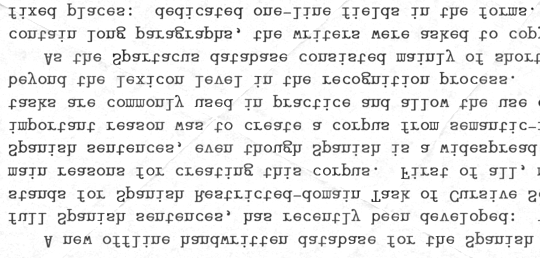 A new offline handwritten database for the Spanish
full Spanish sentences, has recently been developed:
stands for Spanish Restricted-domain Task of Cursive S
main reasons for creating this corpus. First of all,
Spanish sentences, even though Spanish is a widespread
important reason was to create a corpus from semantic-
tasks are commonly used in practice and allow the use
beyond the lexicon level in the recognition process.
As the Spartacus database consisted mainly of short
contain long paragraphs, the writers were asked to copy
fixed places: dedicated one-line fields in the forms.